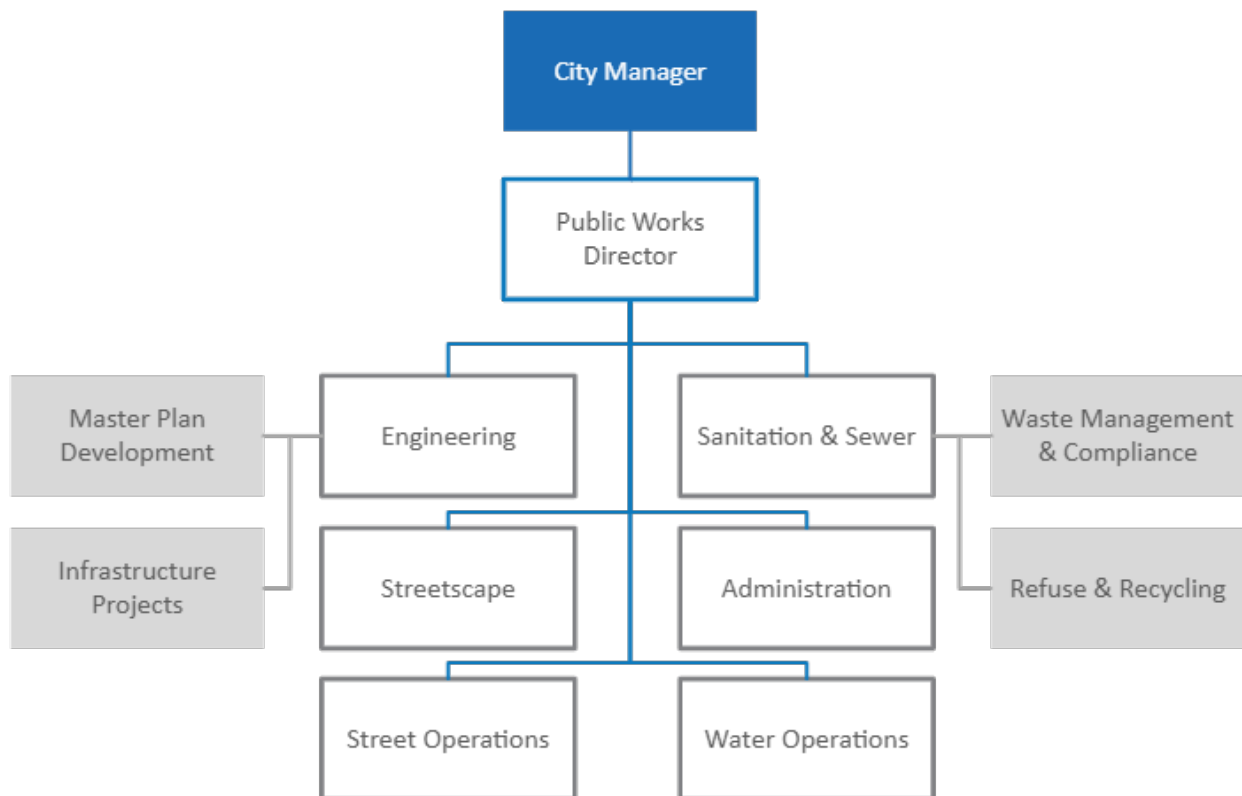 City Manager
Public Works
Director
Master Plan
Development
Engineering
Sanitation & Sewer
Waste Management
& Compliance
Infrastructure
Projects
Streetscape
Administration
Refuse & Recycling
Street Operations
Water Operations